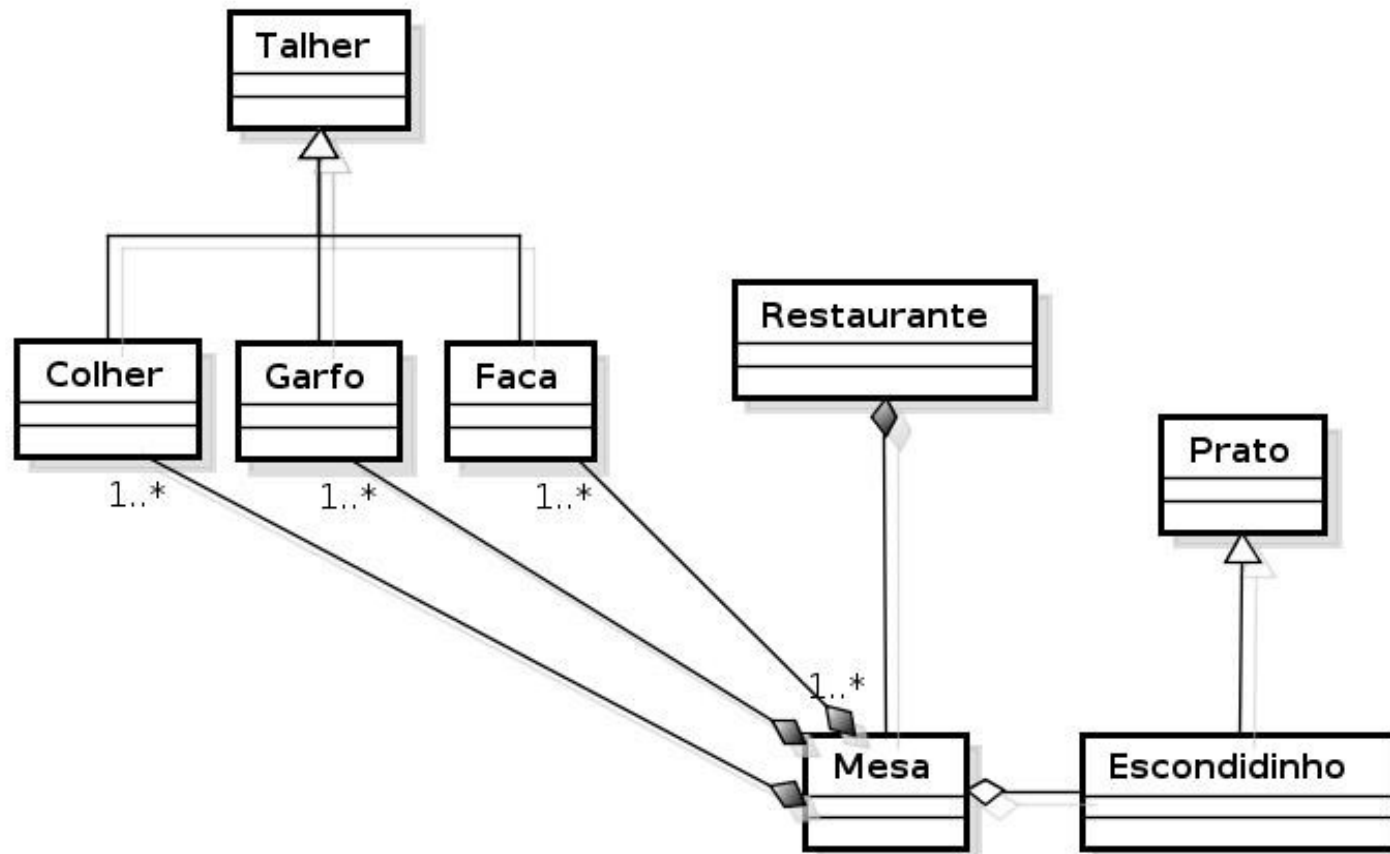 Talher
Restaurante
Colher
Garfo
Faca
Prato
1..*
1..*
1..*
1..*
Mesa
Escondidinho